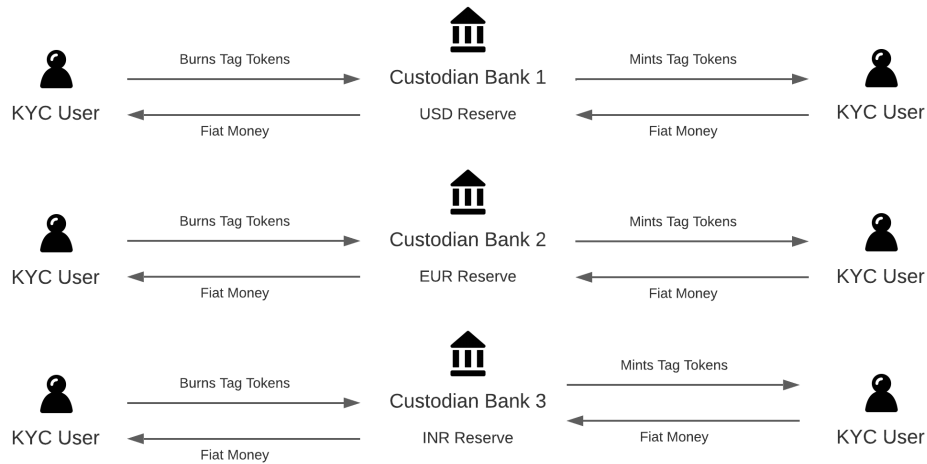 Burns Tag Tokens
Mints Tag Tokens
KYC User
Custodian Bank 1
KYC User
Fiat Money
USD Reserve
Fiat Money
Burns Tag Tokens
Mints Tag Tokens
KYC User
Custodian Bank 2
KYC User
Fiat Money
EUR Reserve
Fiat Money
Burns Tag Tokens
Mints Tag Tokens
KYC User
Custodian Bank 3
KYC User
Fiat Money
INR Reserve
Fiat Money